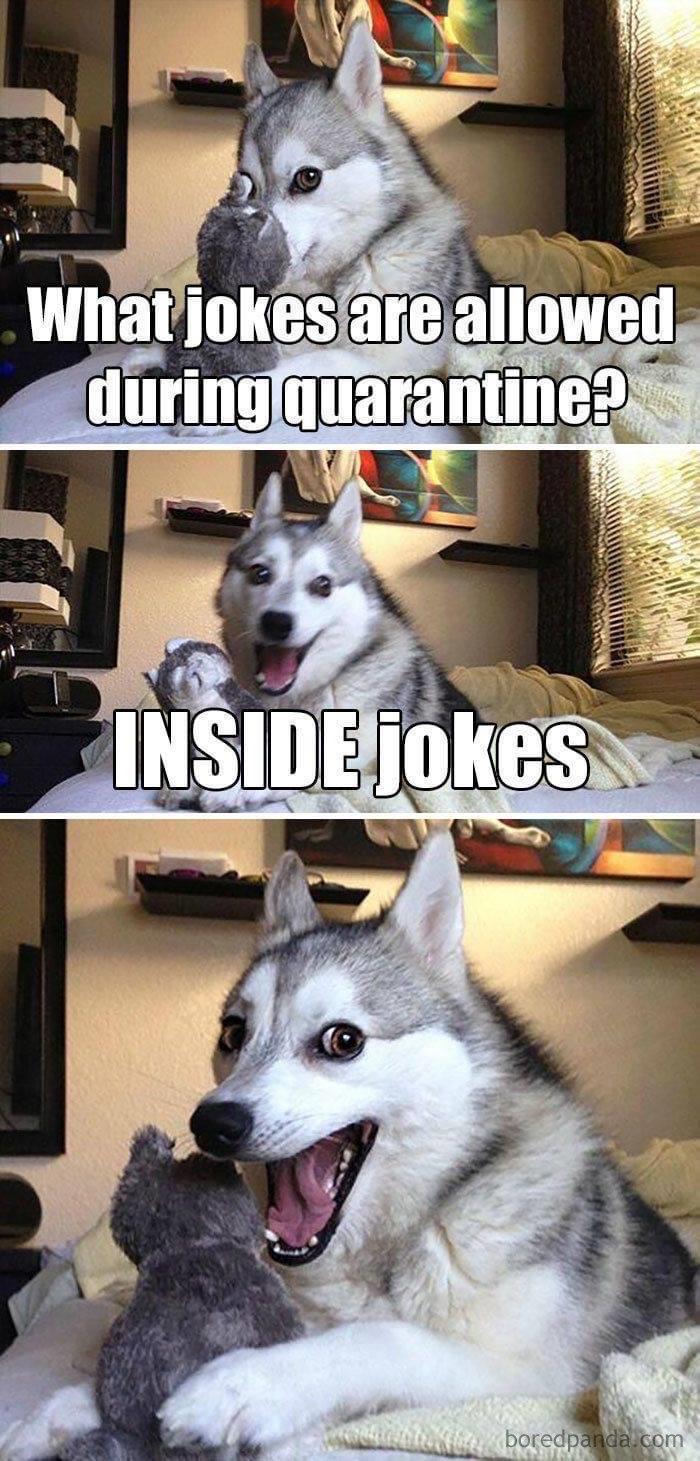 What jokes are allowed
during quarantine?
INSIDE jokes
boredpanda.com